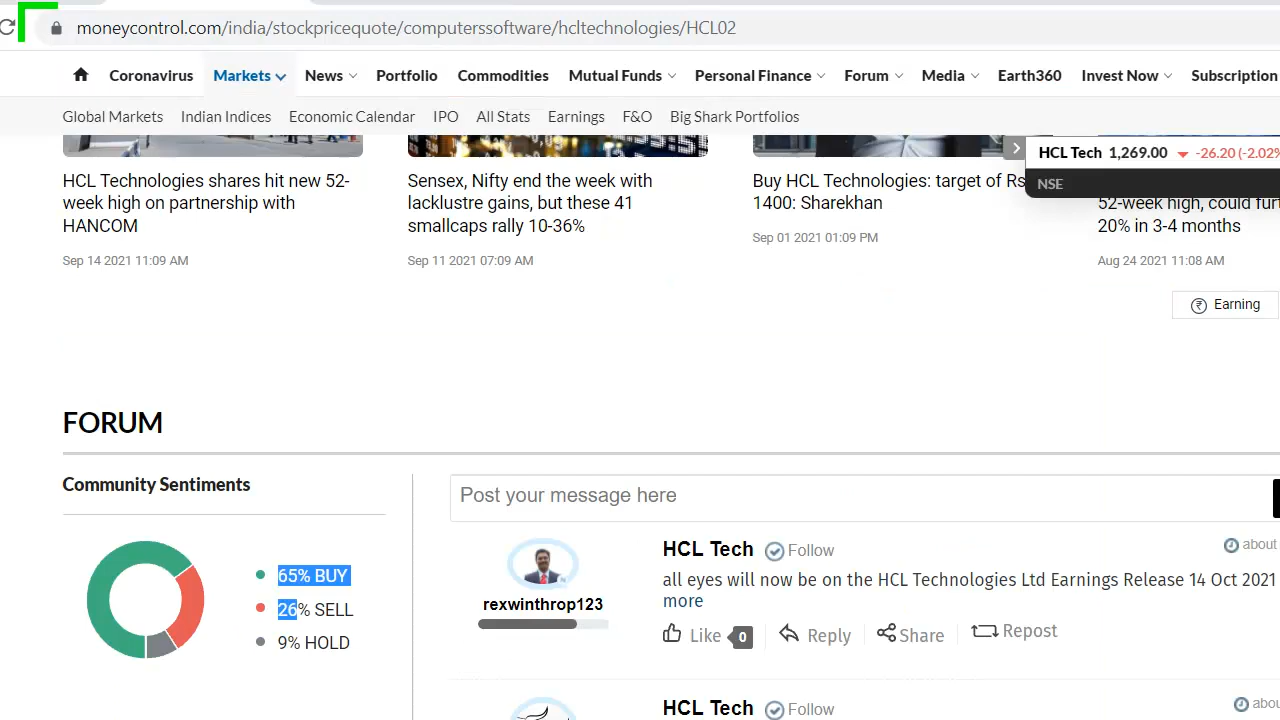 moneycontrol.com/india/stockpricequote/computerssoftware/hcltechnologies/HCL02
Coronavirus Markets News Portfolio Commodities Mutual Funds Personal Finance Forum Media Earth360 Invest Now Subscription
Global Markets Indian Indices Economic Calendar IPO All Stats Earnings F&O Big Shark Portfolios
HCL Tech 1,269.00 -26.20 (-2.02%
NSE
HCL Technologies shares hit new 52-
week high on partnership with
HANCOM
Sep 14 2021 11:09 AM
Sensex, Nifty end the week with
lacklustre gains, but these 41
smallcaps rally 10-36%
Sep 11 2021 07:09 AM
Buy HCL Technologies: target of Rs
1400: Sharekhan
Sep 01 2021 01:09 PM
52-week high, could
20% in 3-4 months
Aug 24 2021 11:08 AM
Earning
FORUM
Community Sentiments
65% BUY
26% SELL
9% HOLD
Post your message here
rexwinthrop123
HCL Tech Follow
about
all eyes will now be on the HCL Technologies Ltd Earnings Release 14 Oct 2021
more
Like 0 Reply Share Repost
HCL Tech Follow